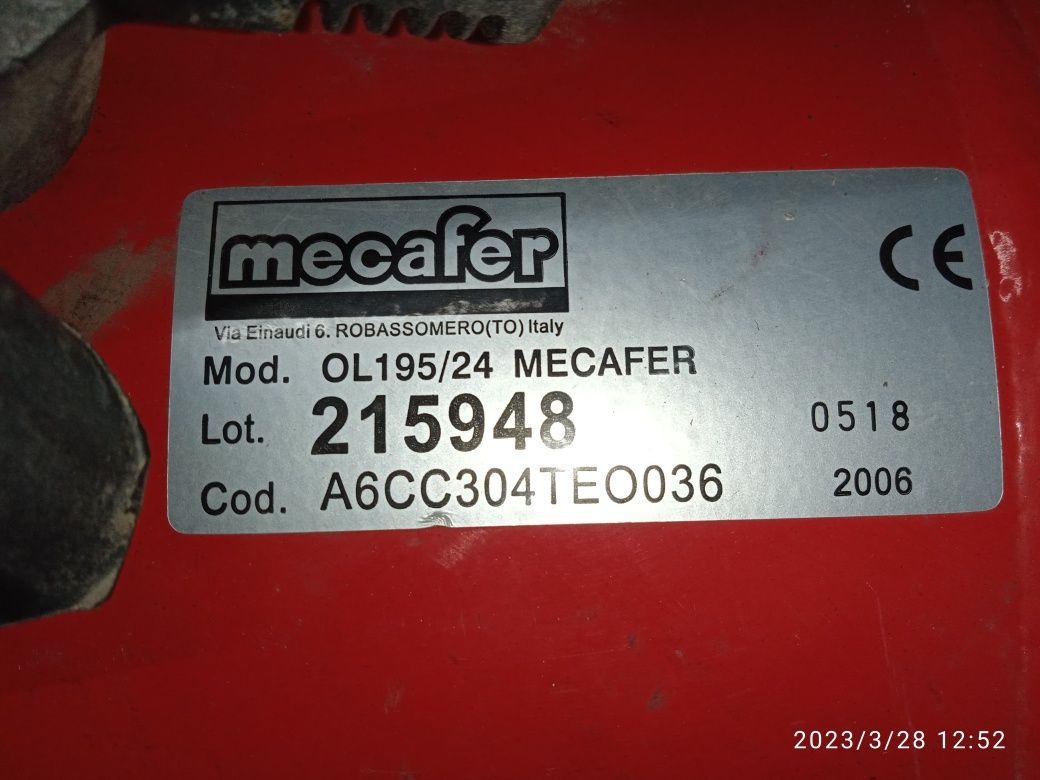 mecafer
CE
Via Einaudi 6. ROBASSOMERO(TO) Italy
Mod. OL195/24 MECAFER
Lot. 215948 0518
Cod. A6CC304TEO036 2006
2023/3/28 12:52